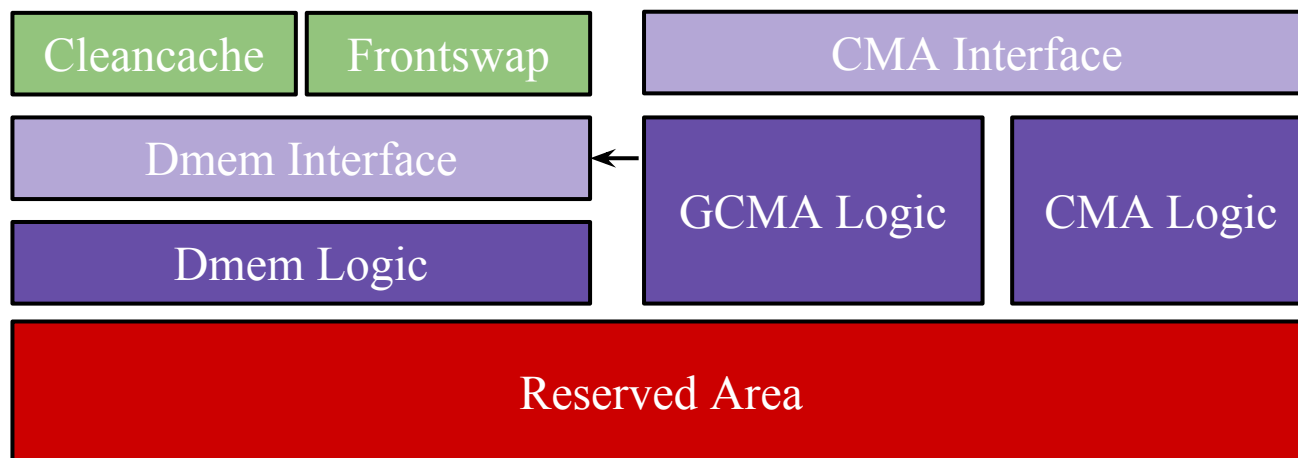 Cleancache
Frontswap
CMA Interface
Dmem Interface
GCMA Logic
CMA Logic
Dmem Logic
Reserved Area